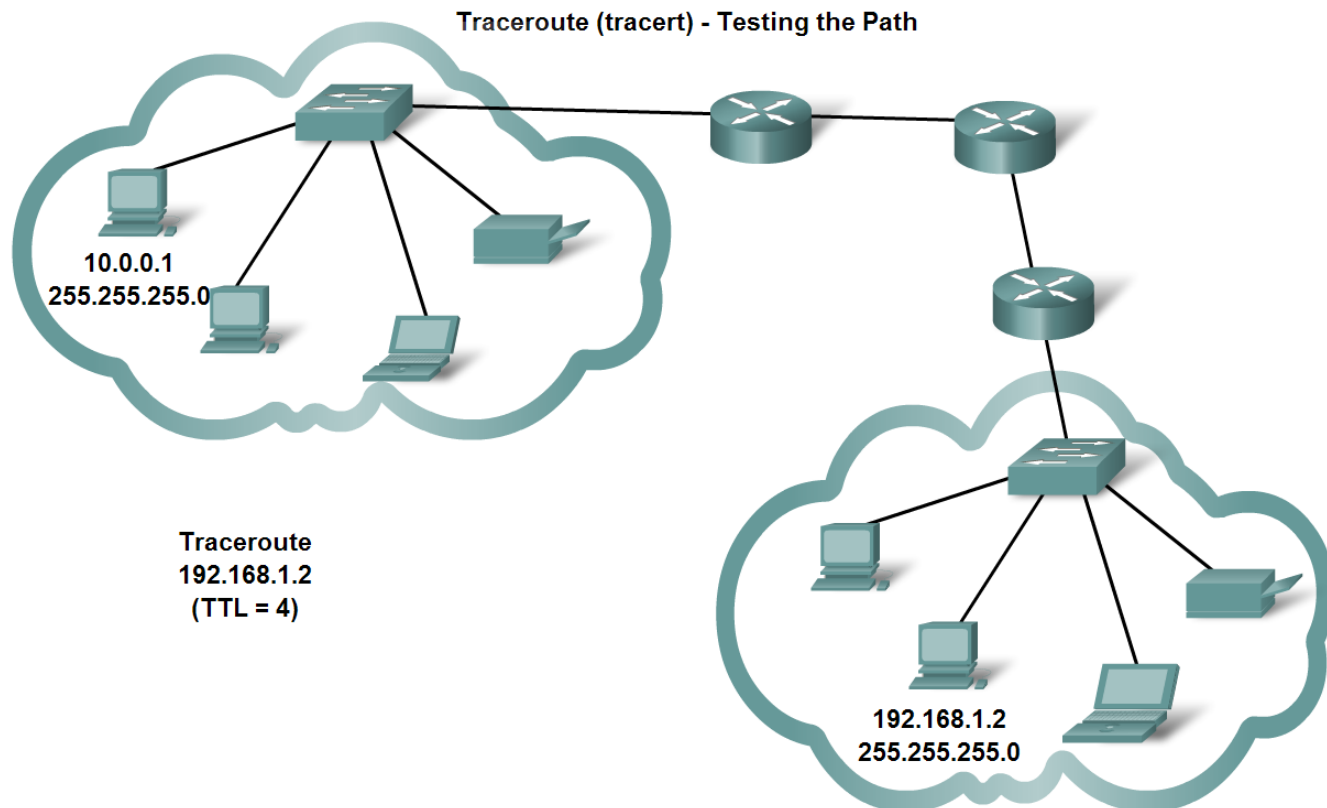 Traceroute (tracert) - Testing the Path
10.0.0.1
255.255.255.0
Traceroute
192.168.1.2
(TTL = 4)
192.168.1.2
255.255.255.0